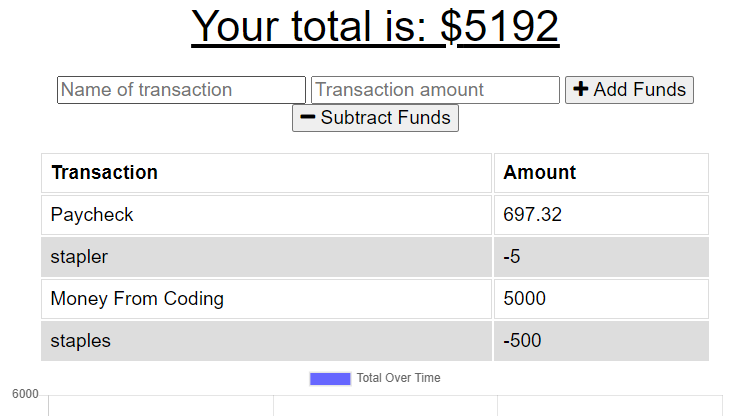 Your total is: $5192
Name of transaction Transaction amount + Add Funds
− Subtract Funds
Transaction Amount
Paycheck 697.32
stapler -5
Money From Coding 5000
staples -500
Total Over Time
6000